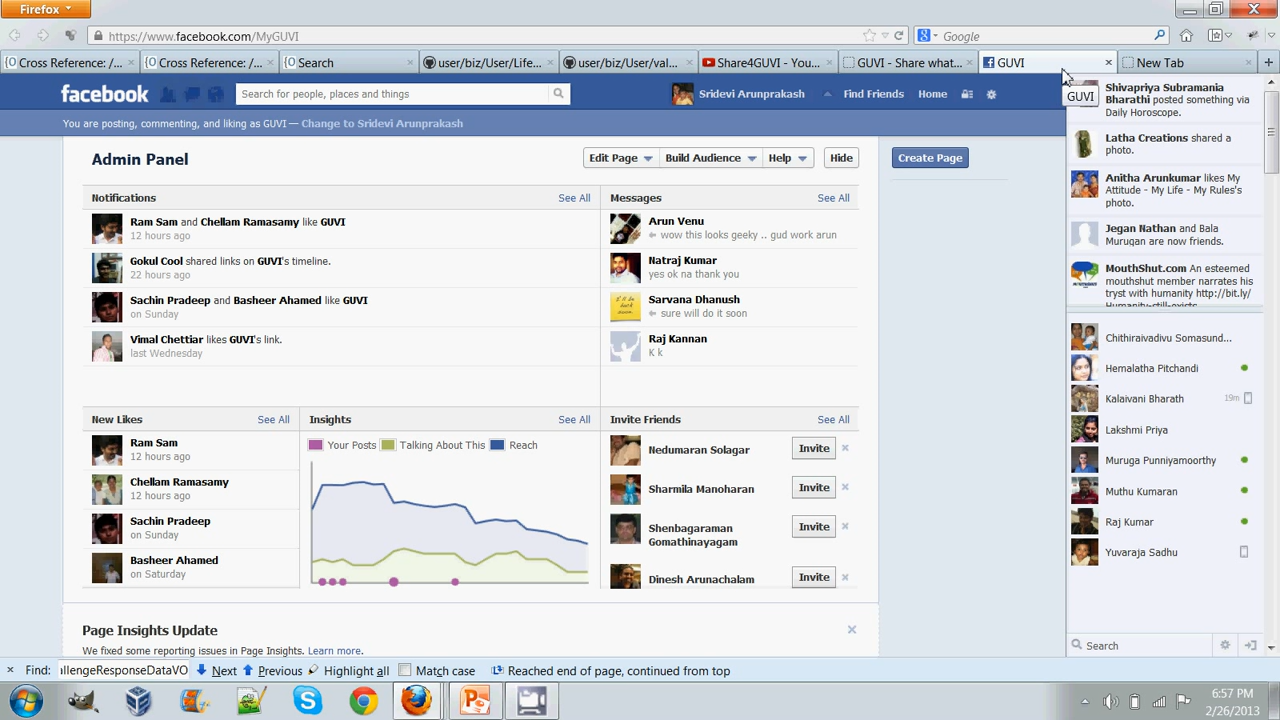 Firefox
https://www.facebook.com/MyGUVI
Google
Cross Reference: /...
Cross Reference: /...
Search
user/biz/User/Life...
user/biz/User/val...
Share4GUVI - You...
GUVI - Share what...
GUVI
New Tab
facebook
Search for people, places and things
Sridevi Arunprakash
Find Friends
Home
GUVI
You are posting, commenting, and liking as GUVI — Change to Sridevi Arunprakash
Admin Panel
Edit Page
Build Audience
Help
Hide
Create Page
Notifications
See All
Ram Sam and Chellam Ramasamy like GUVI
12 hours ago
Gokul Cool shared links on GUVI's timeline.
22 hours ago
Sachin Pradeep and Basheer Ahamed like GUVI
on Sunday
Vimal Chettiar likes GUVI's link.
last Wednesday
Messages
See All
Arun Venu
wow this looks geeky .. gud work arun
Natraj Kumar
yes ok na thank you
Sarvana Dhanush
sure will do it soon
Raj Kannan
K k
New Likes
See All
Ram Sam
12 hours ago
Chellam Ramasamy
12 hours ago
Sachin Pradeep
on Sunday
Basheer Ahamed
on Saturday
Insights
See All
Your Posts
Talking About This
Reach
Invite Friends
See All
Nedumaran Solagar
Invite
Sharmila Manoharan
Invite
Shenbagaraman
Gomathinayagam
Invite
Dinesh Arunachalam
Invite
Page Insights Update
We fixed some reporting issues in Page Insights. Learn more.
Shivapriya Subramania
Bharathi posted something via
Daily Horoscope.
Latha Creations shared a
photo.
Anitha Arunkumar likes My
Attitude - My Life - My Rules's
photo.
Jegan Nathan and Bala
Murugan are now friends.
MouthShut.com An esteemed
mouthshut member narrates his
tryst with humanity http://bit.ly/
Humanity-still-exists
Chithiraivadivu Somasund...
Hemalatha Pitchandi
Kalaivani Bharath
19m
Lakshmi Priya
Muruga Punniyamoorthy
Muthu Kumaran
Raj Kumar
Yuvaraja Sadhu
Search
Find:
llengeResponseDataVO
Next
Previous
Highlight all
Match case
Reached end of page, continued from top
6:57 PM
2/26/2013